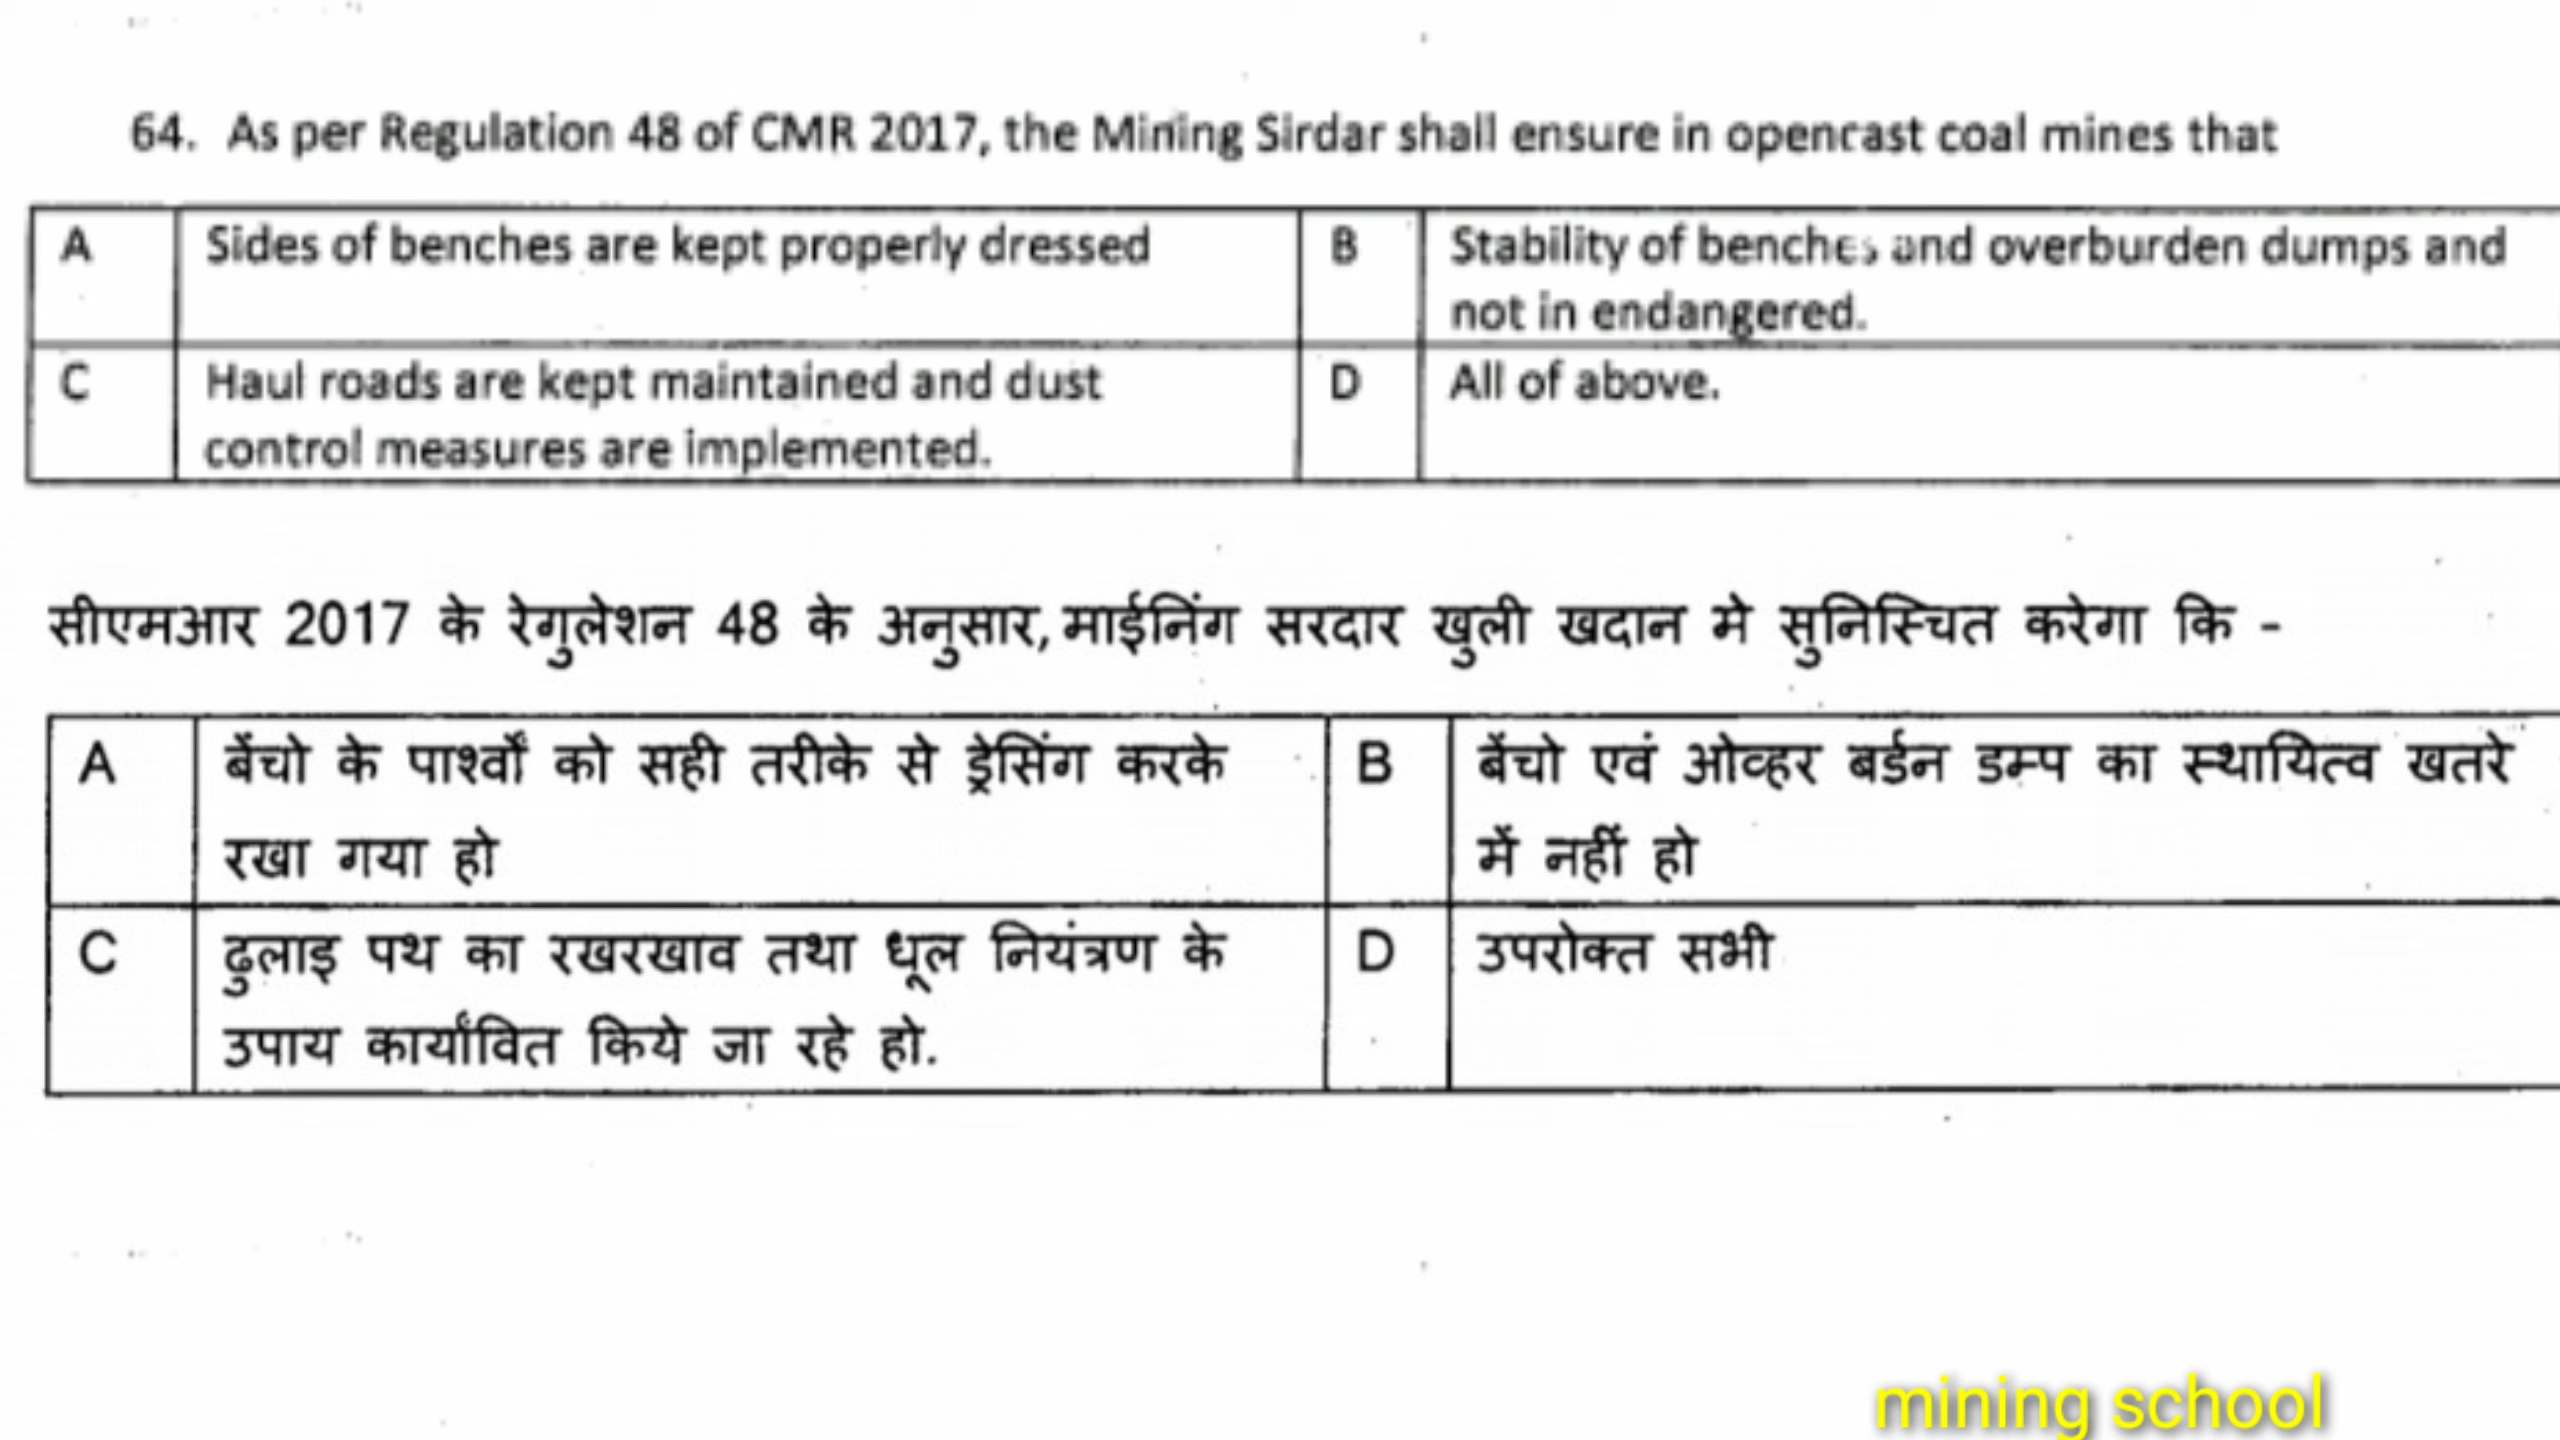 64. As per Regulation 48 of CMR 2017, the Mining Sirdar shall ensure in opencast coal mines that
A Sides of benches are kept properly dressed
B Stability of benches and overburden dumps and
not in endangered.
C Haul roads are kept maintained and dust
control measures are implemented.
D All of above.
सीएमआर 2017 के रेगुलेशन 48 के अनुसार, माईनिंग सरदार खुली खदान मे सुनिस्चित करेगा कि -
A बेंचो के पार्श्वों को सही तरीके से ड्रेसिंग करके
रखा गया हो
B बेंचो एवं ओव्हर बर्डन डम्प का स्थायित्व खतरे
में नहीं हो
C ढुलाइ पथ का रखरखाव तथा धूल नियंत्रण के
उपाय कार्यांवित किये जा रहे हो.
D उपरोक्त सभी
mining school